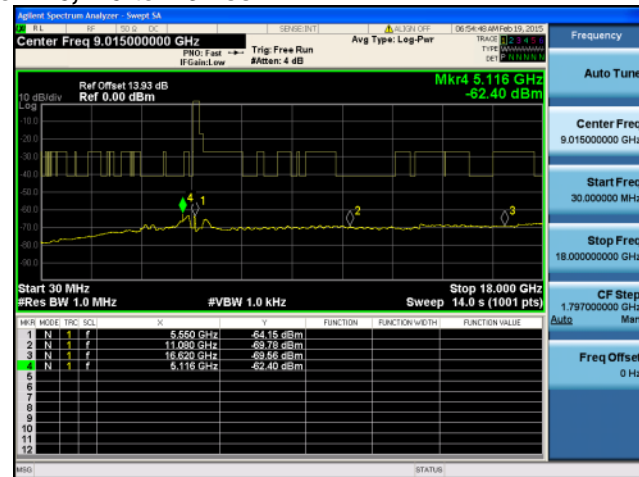 Agilent Spectrum Analyzer - Swept SA
RL RF 50 Ω DC SENSE:INT ALIGN OFF 06:54:48 AM Feb 19, 2015
Center Freq 9.015000000 GHz
PNO: Fast
IFGain:Low
Trig: Free Run
#Atten: 4 dB
Avg Type: Log-Pwr
TRACE 1 2 3 4 5 6
TYPE
DET P N N N N N
Ref Offset 13.93 dB
Ref 0.00 dBm
10 dB/div
Log
Mkr4 5.116 GHz
-62.40 dBm
-10.0
-20.0
-30.0
-40.0
-50.0
-60.0
-70.0
-80.0
-90.0
4
1
2
3
Start 30 MHz
Stop 18.000 GHz
#Res BW 1.0 MHz #VBW 1.0 kHz Sweep 14.0 s (1001 pts)
MKR MODE TRC SCL X Y FUNCTION FUNCTION WIDTH FUNCTION VALUE
1 N 1 f 5.550 GHz -64.15 dBm
2 N 1 f 11.080 GHz -69.78 dBm
3 N 1 f 16.620 GHz -69.56 dBm
4 N 1 f 5.116 GHz -62.40 dBm
5
6
7
8
9
10
11
12
MSG STATUS
Frequency
Auto Tune
Center Freq
9.015000000 GHz
Start Freq
30.000000 MHz
Stop Freq
18.000000000 GHz
CF Step
1.797000000 GHz
Auto Man
Freq Offset
0 Hz